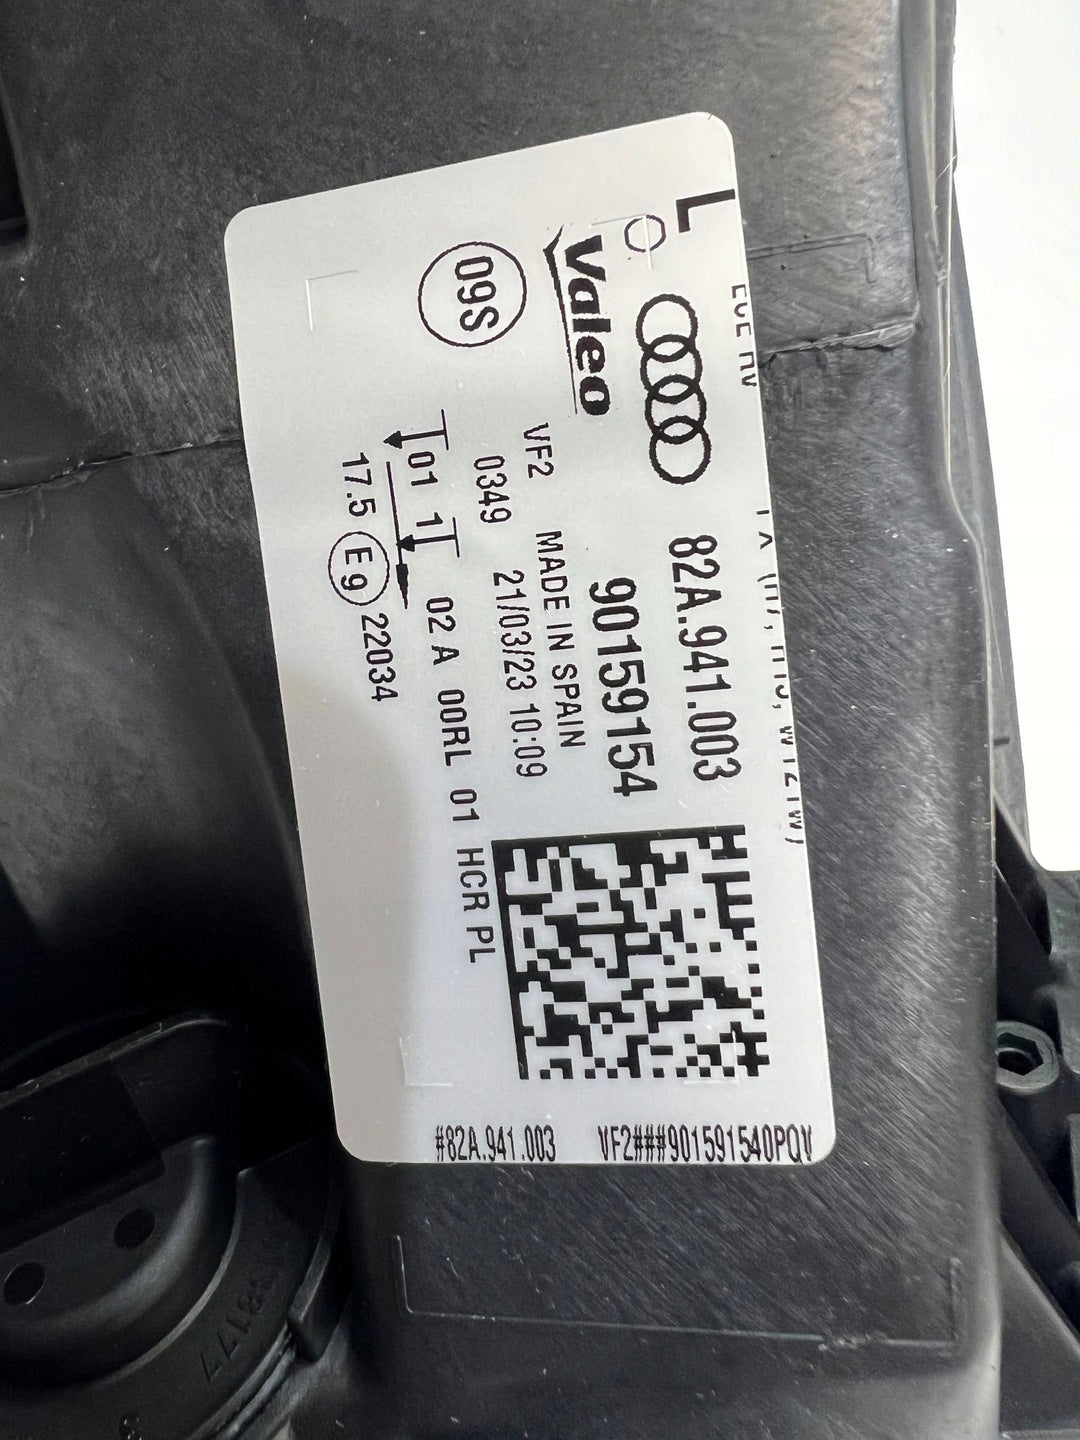 L
82A.941.003
Valeo
90159154
VF2 MADE IN SPAIN
09S
0349 21/03/23 10:09
01 1 02 A 00RL 01 HCR PL
17.5 E9 22034
#82A.941.003 VF2###901591540PQV